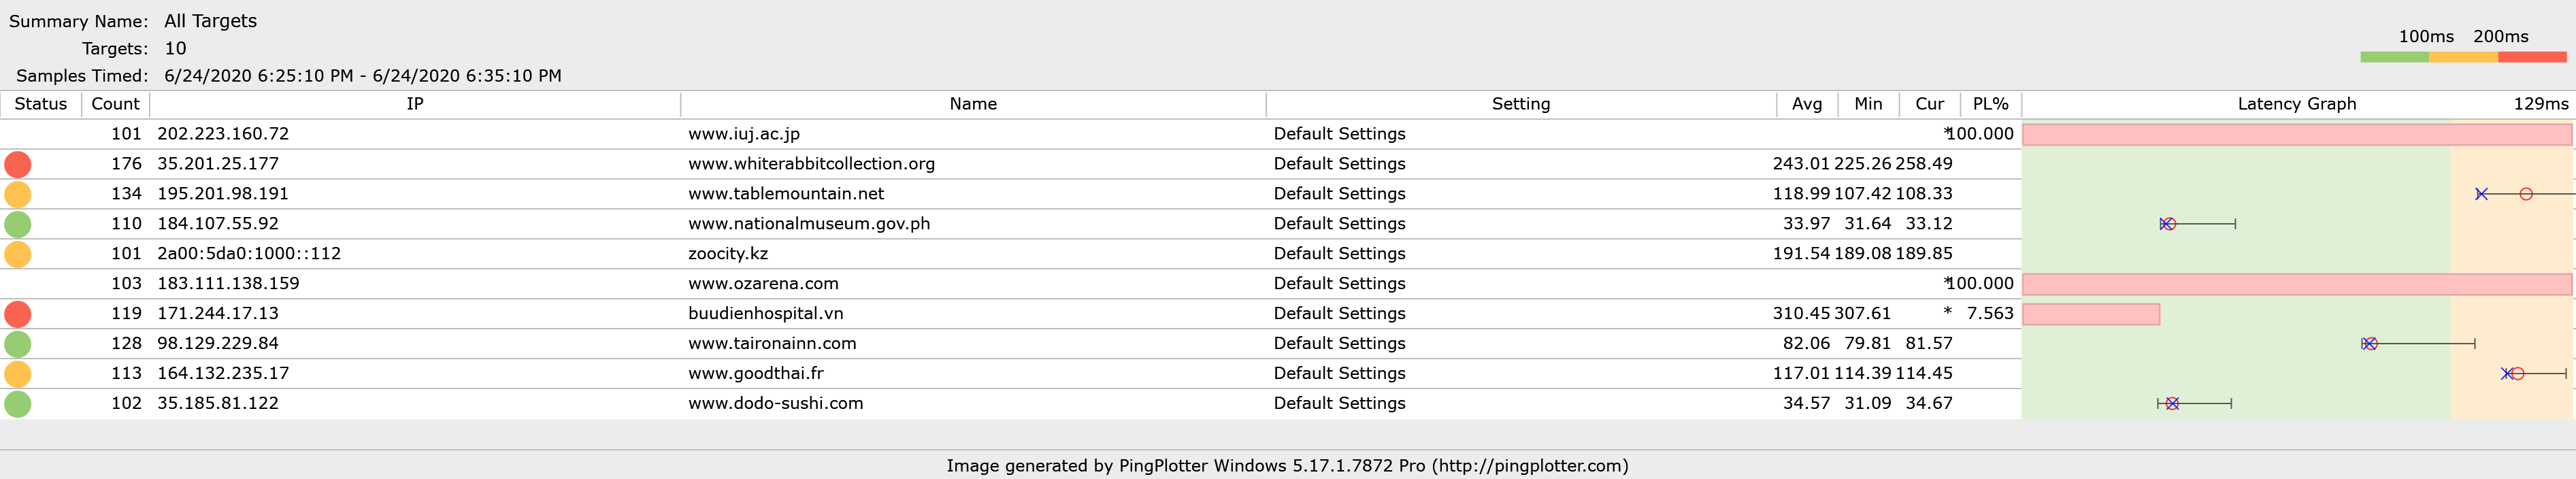 Summary Name: All Targets
Targets: 10
Samples Timed: 6/24/2020 6:25:10 PM - 6/24/2020 6:35:10 PM
100ms 200ms
Status Count IP Name Setting Avg Min Cur PL% Latency Graph 129ms
101 202.223.160.72 www.iuj.ac.jp Default Settings * 100.000
176 35.201.25.177 www.whiterabbitcollection.org Default Settings 243.01 225.26 258.49
134 195.201.98.191 www.tablemountain.net Default Settings 118.99 107.42 108.33
110 184.107.55.92 www.nationalmuseum.gov.ph Default Settings 33.97 31.64 33.12
101 2a00:5da0:1000::112 zoocity.kz Default Settings 191.54 189.08 189.85
103 183.111.138.159 www.ozarena.com Default Settings * 100.000
119 171.244.17.13 buudienhospital.vn Default Settings 310.45 307.61 * 7.563
128 98.129.229.84 www.taironainn.com Default Settings 82.06 79.81 81.57
113 164.132.235.17 www.goodthai.fr Default Settings 117.01 114.39 114.45
102 35.185.81.122 www.dodo-sushi.com Default Settings 34.57 31.09 34.67
Image generated by PingPlotter Windows 5.17.1.7872 Pro (http://pingplotter.com)